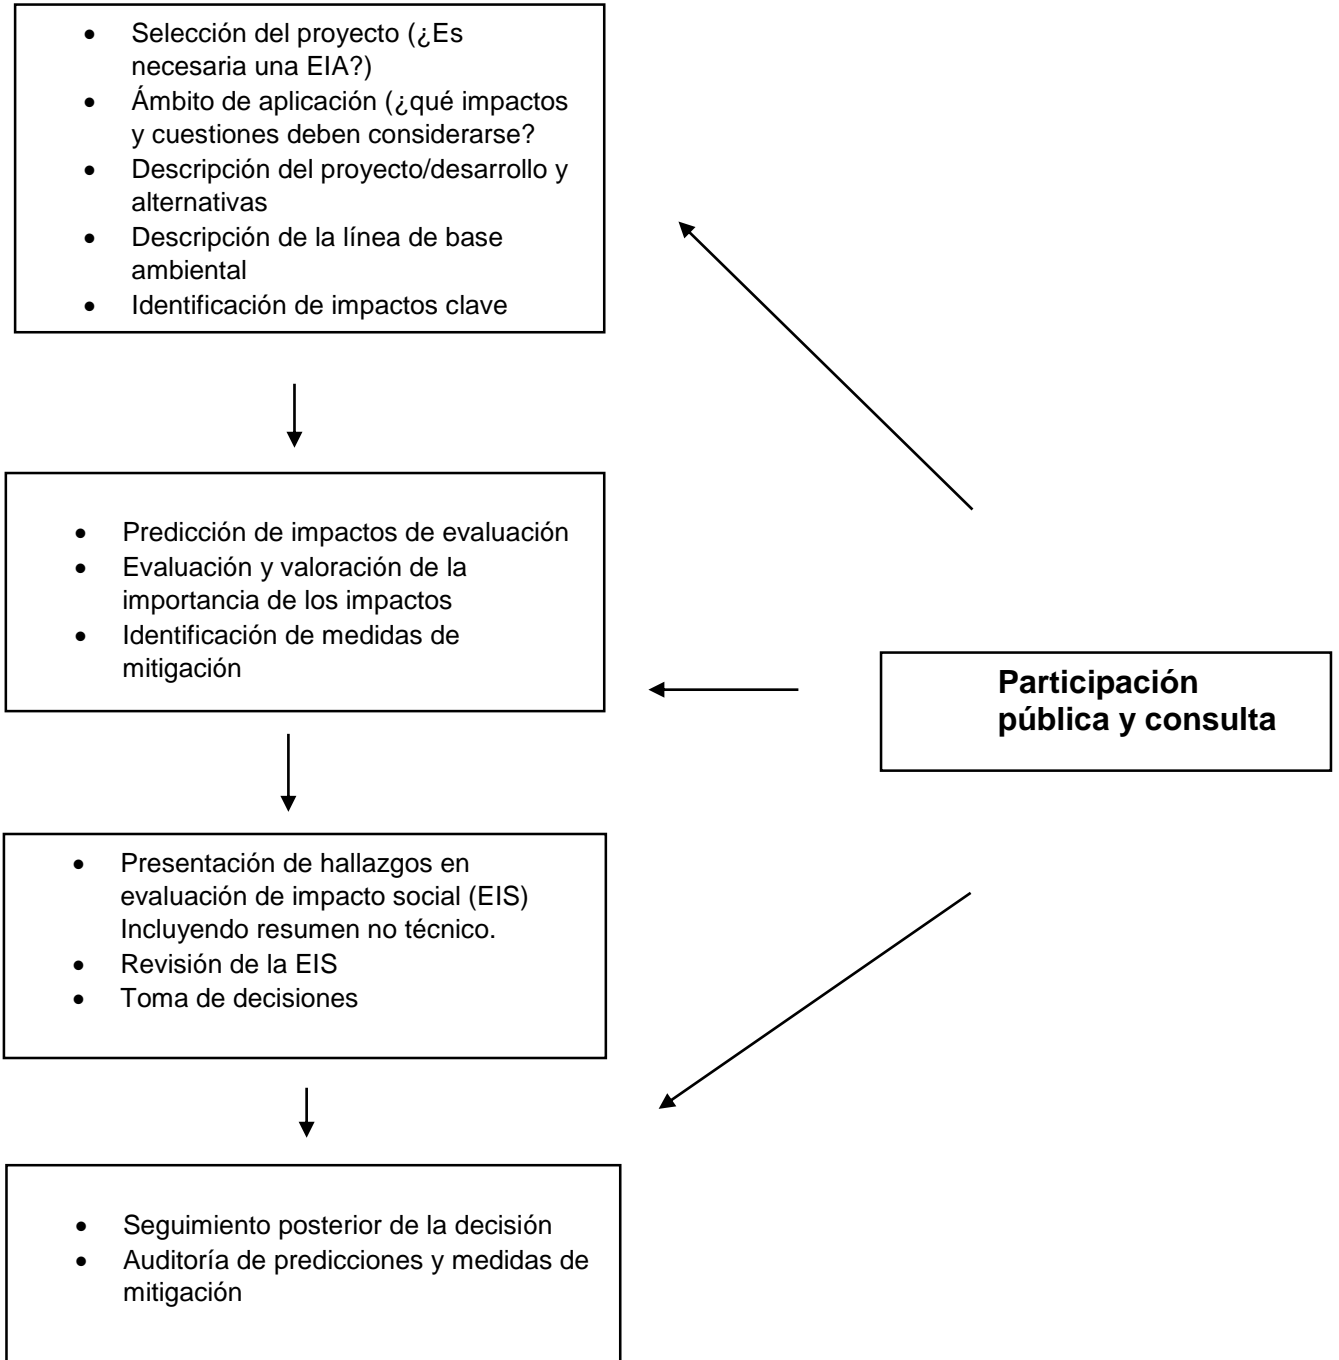 • Selección del proyecto (¿Es
necesaria una EIA?)
• Ámbito de aplicación (¿qué impactos
y cuestiones deben considerarse?
• Descripción del proyecto/desarrollo y
alternativas
• Descripción de la línea de base
ambiental
• Identificación de impactos clave
• Predicción de impactos de evaluación
• Evaluación y valoración de la
importancia de los impactos
• Identificación de medidas de
mitigación
Participación
pública y consulta
• Presentación de hallazgos en
evaluación de impacto social (EIS)
Incluyendo resumen no técnico.
• Revisión de la EIS
• Toma de decisiones
• Seguimiento posterior de la decisión
• Auditoría de predicciones y medidas de
mitigación